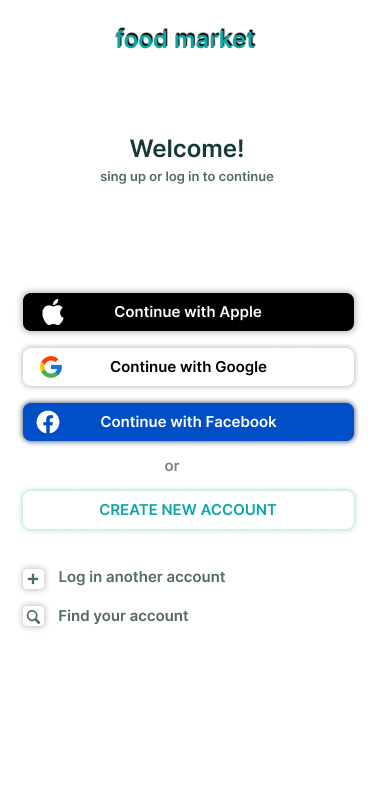 food market
Welcome!
sing up or log in to continue
Continue with Apple
Continue with Google
Continue with Facebook
or
CREATE NEW ACCOUNT
Log in another account
Find your account